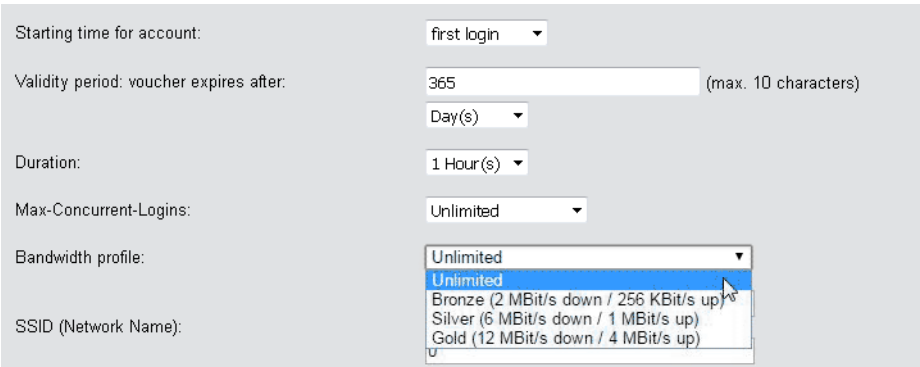 Starting time for account: first login
Validity period: voucher expires after: 365 (max. 10 characters)
Day(s)
Duration: 1 Hour(s)
Max-Concurrent-Logins: Unlimited
Bandwidth profile: Unlimited
Unlimited
Bronze (2 MBit/s down / 256 KBit/s up)
Silver (6 MBit/s down / 1 MBit/s up)
SSID (Network Name):
Gold (12 MBit/s down / 4 MBit/s up)